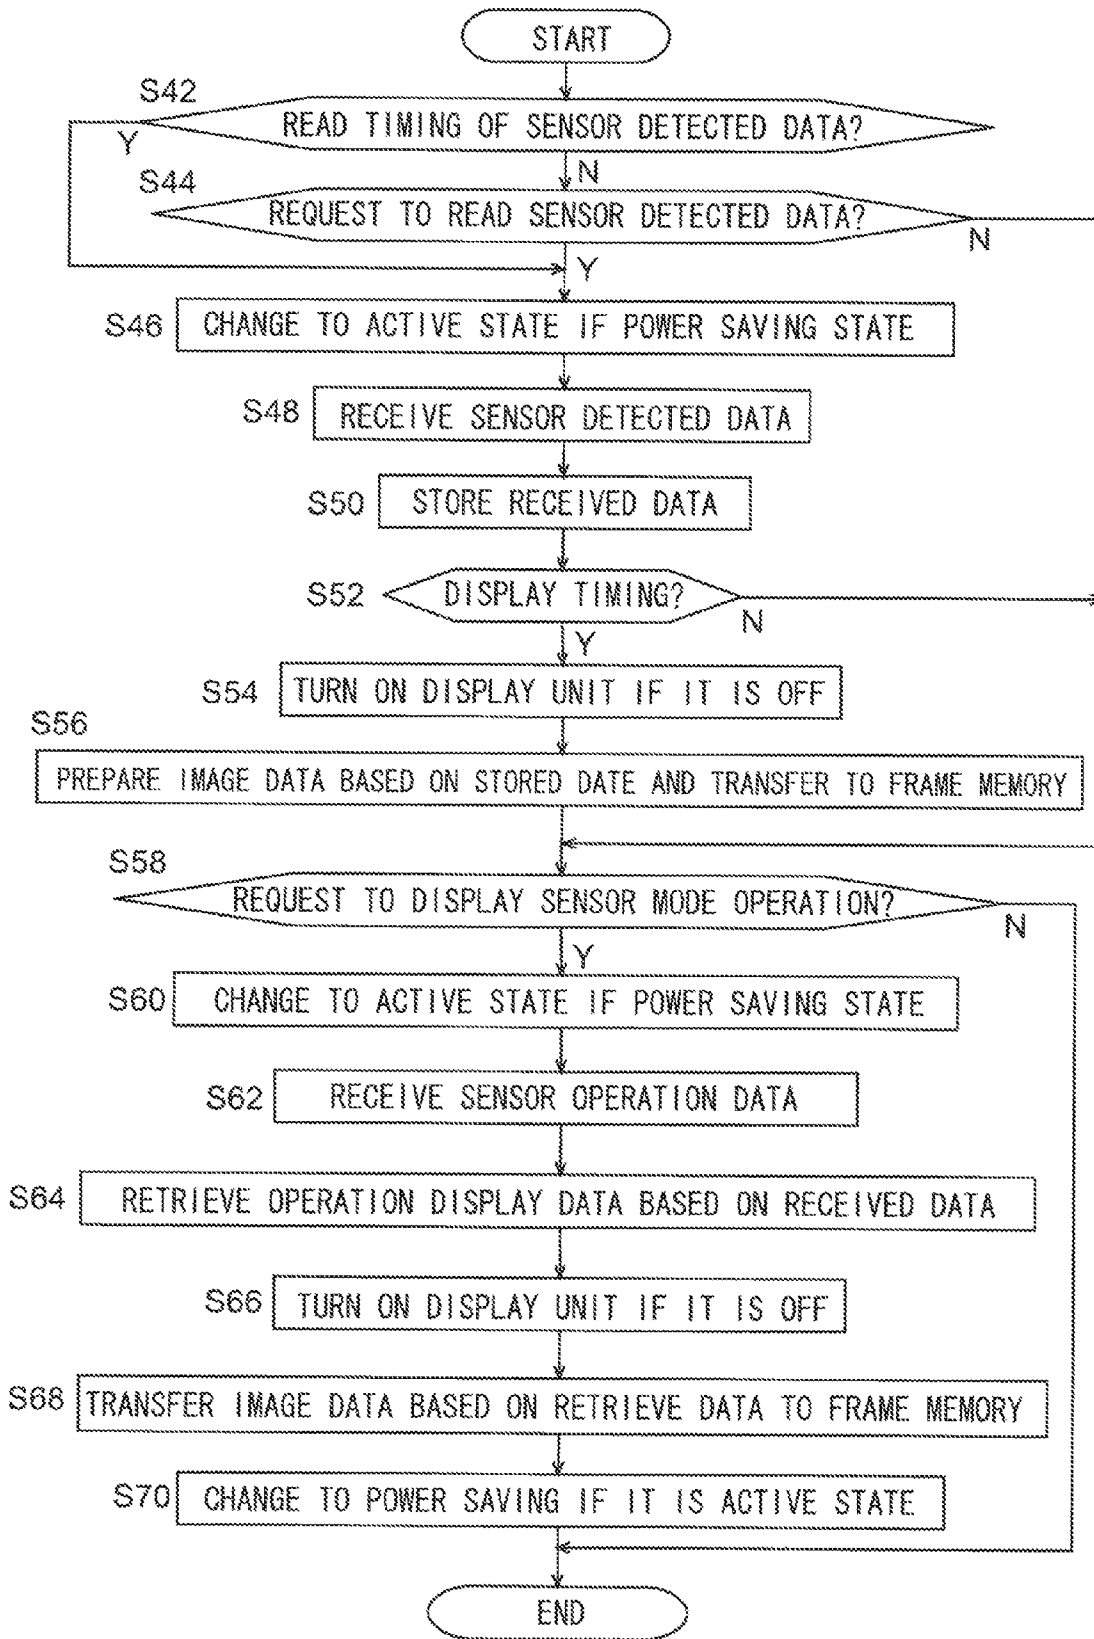 START
S42
READ TIMING OF SENSOR DETECTED DATA?
Y
N
S44
REQUEST TO READ SENSOR DETECTED DATA?
N
Y
S46
CHANGE TO ACTIVE STATE IF POWER SAVING STATE
S48
RECEIVE SENSOR DETECTED DATA
S50
STORE RECEIVED DATA
S52
DISPLAY TIMING?
N
Y
S54
TURN ON DISPLAY UNIT IF IT IS OFF
S56
PREPARE IMAGE DATA BASED ON STORED DATE AND TRANSFER TO FRAME MEMORY
S58
REQUEST TO DISPLAY SENSOR MODE OPERATION?
N
Y
S60
CHANGE TO ACTIVE STATE IF POWER SAVING STATE
S62
RECEIVE SENSOR OPERATION DATA
S64
RETRIEVE OPERATION DISPLAY DATA BASED ON RECEIVED DATA
S66
TURN ON DISPLAY UNIT IF IT IS OFF
S68
TRANSFER IMAGE DATA BASED ON RETRIEVE DATA TO FRAME MEMORY
S70
CHANGE TO POWER SAVING IF IT IS ACTIVE STATE
END